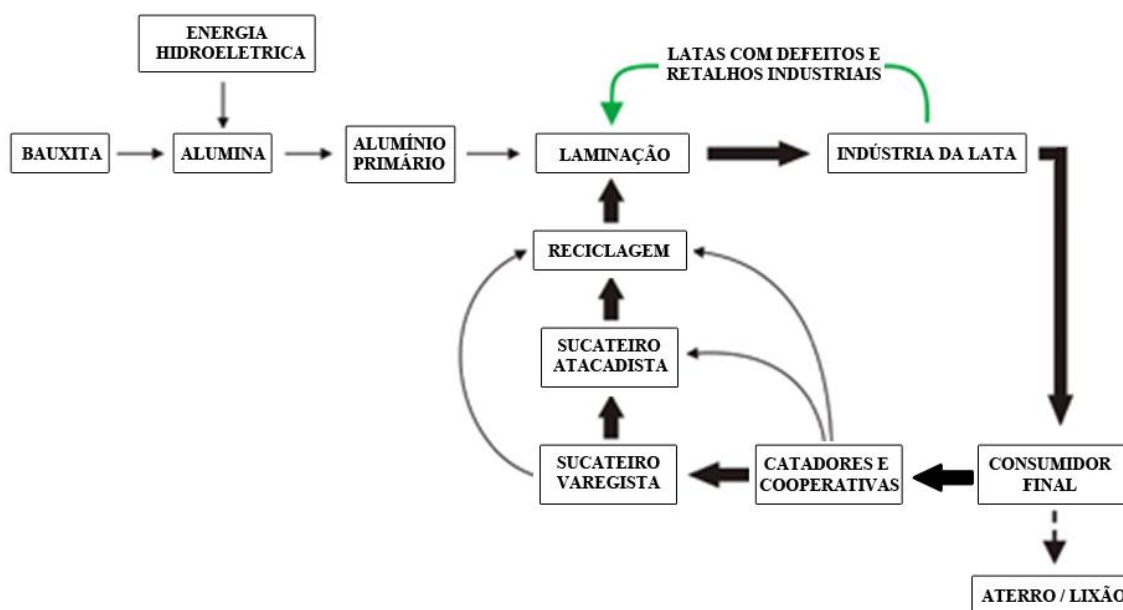 ENERGIA
HIDROELETRICA
LATAS COM DEFEITOS E
RETALHOS INDUSTRIAIS
BAUXITA
ALUMINA
ALUMÍNIO
PRIMÁRIO
LAMINAÇÃO
INDÚSTRIA DA LATA
RECICLAGEM
SUCATEIRO
ATACADISTA
SUCATEIRO
VAREGISTA
CATADORES E
COOPERATIVAS
CONSUMIDOR
FINAL
ATERRO / LIXÃO